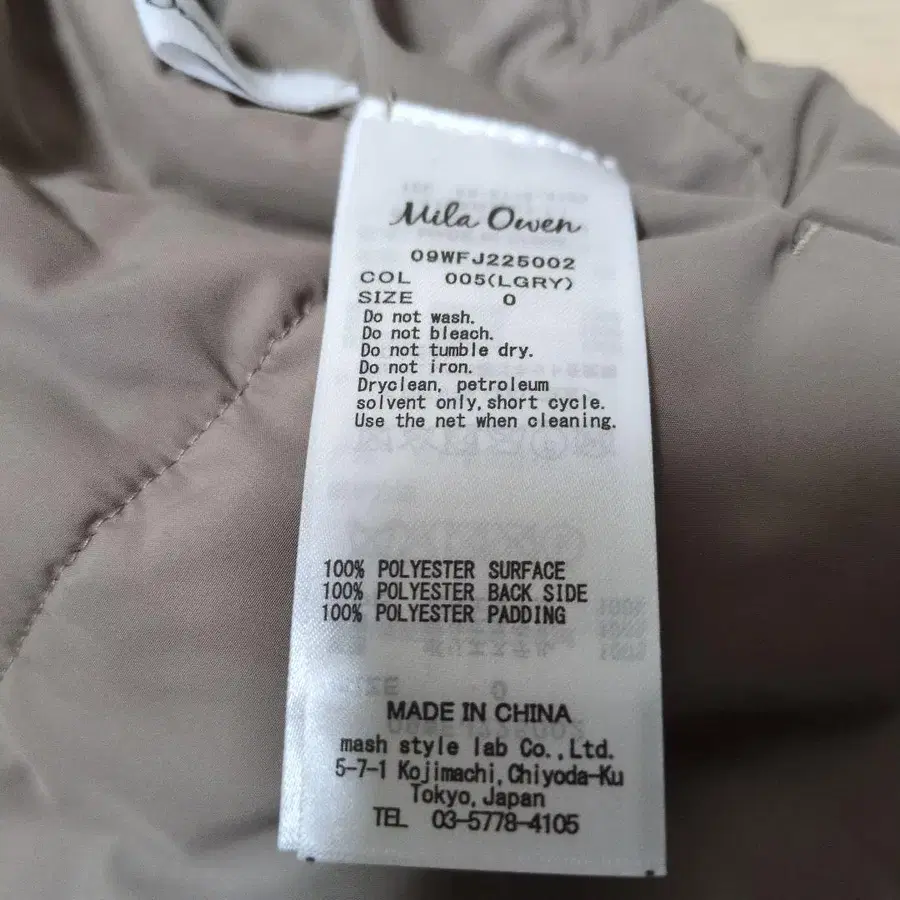 Mila Owen
09WFJ225002
COL 005(LGRY)
SIZE 0
Do not wash.
Do not bleach.
Do not tumble dry.
Do not iron.
Dryclean, petroleum
solvent only,short cycle.
Use the net when cleaning.
100% POLYESTER SURFACE
100% POLYESTER BACK SIDE
100% POLYESTER PADDING
MADE IN CHINA
mash style lab Co.,Ltd.
5-7-1 Kojimachi,Chiyoda-Ku
Tokyo,Japan
TEL 03-5778-4105